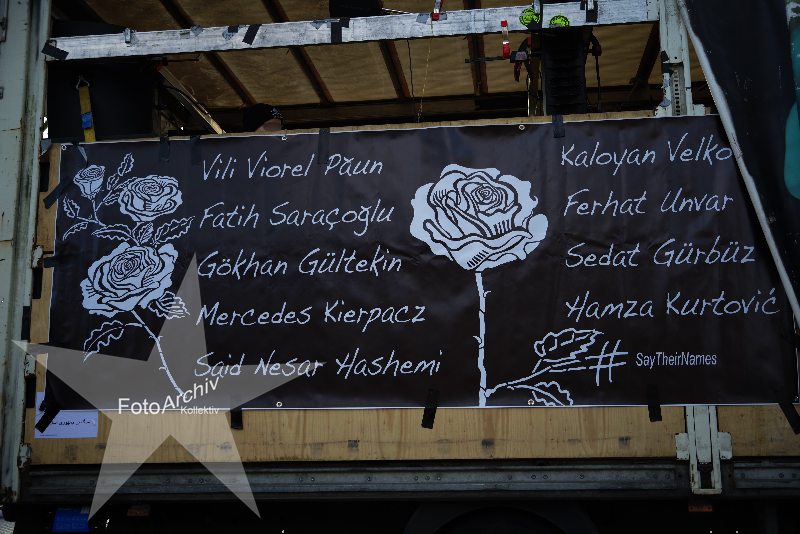 Vili Viorel Păun
Fatih Saraçoğlu
Gökhan Gültekin
Mercedes Kierpacz
Said Nesar Hashemi
Kaloyan Velko
Ferhat Unvar
Sedat Gürbüz
Hamza Kurtović
# SayTheirNames
FotoArchiv
Kollektiv